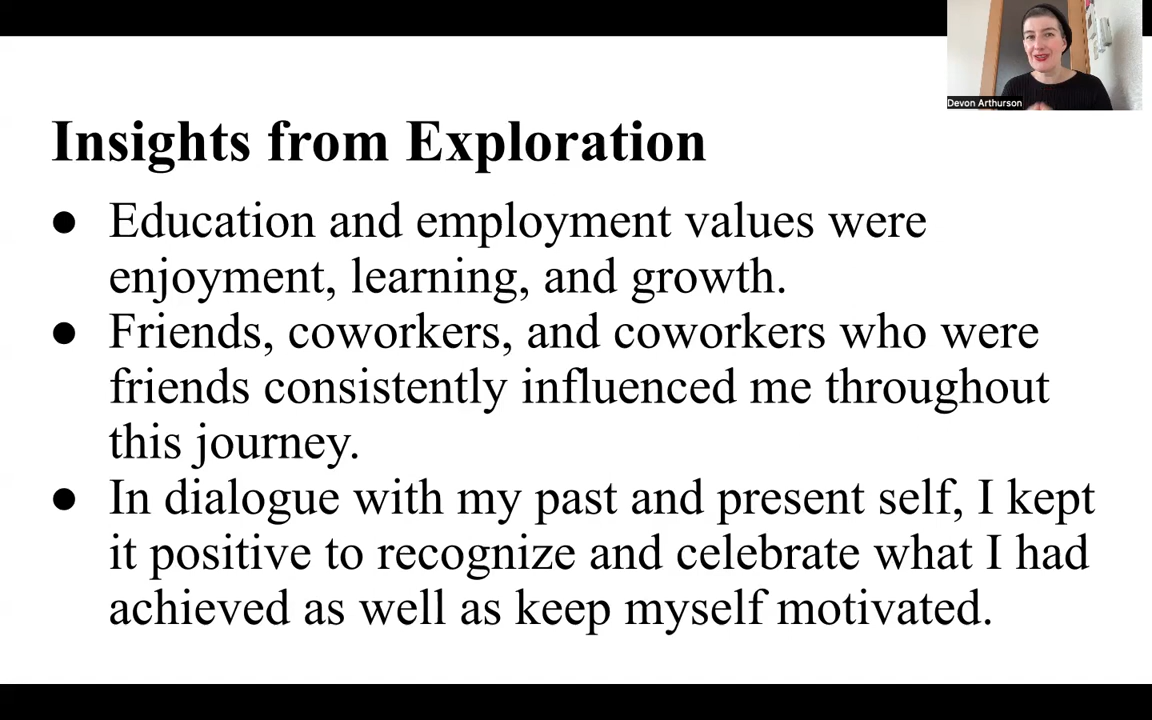 Devon Arthurson
Insights from Exploration
● Education and employment values were
enjoyment, learning, and growth.
● Friends, coworkers, and coworkers who were
friends consistently influenced me throughout
this journey.
● In dialogue with my past and present self, I kept
it positive to recognize and celebrate what I had
achieved as well as keep myself motivated.